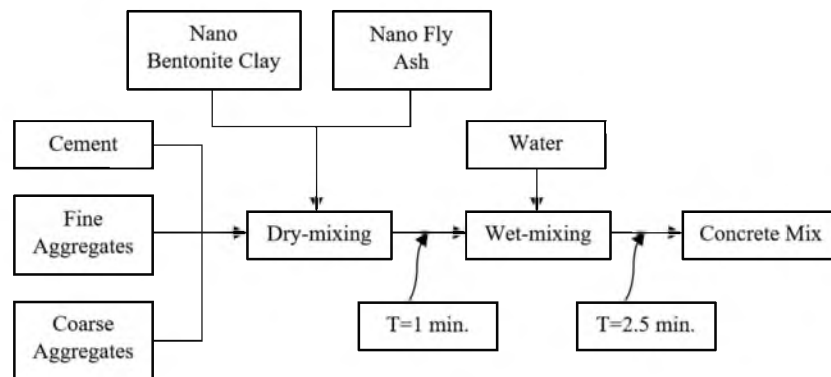 Nano
Bentonite Clay
Nano Fly
Ash
Cement
Water
Fine
Aggregates
Dry-mixing
Wet-mixing
Concrete Mix
T=1 min.
T=2.5 min.
Coarse
Aggregates